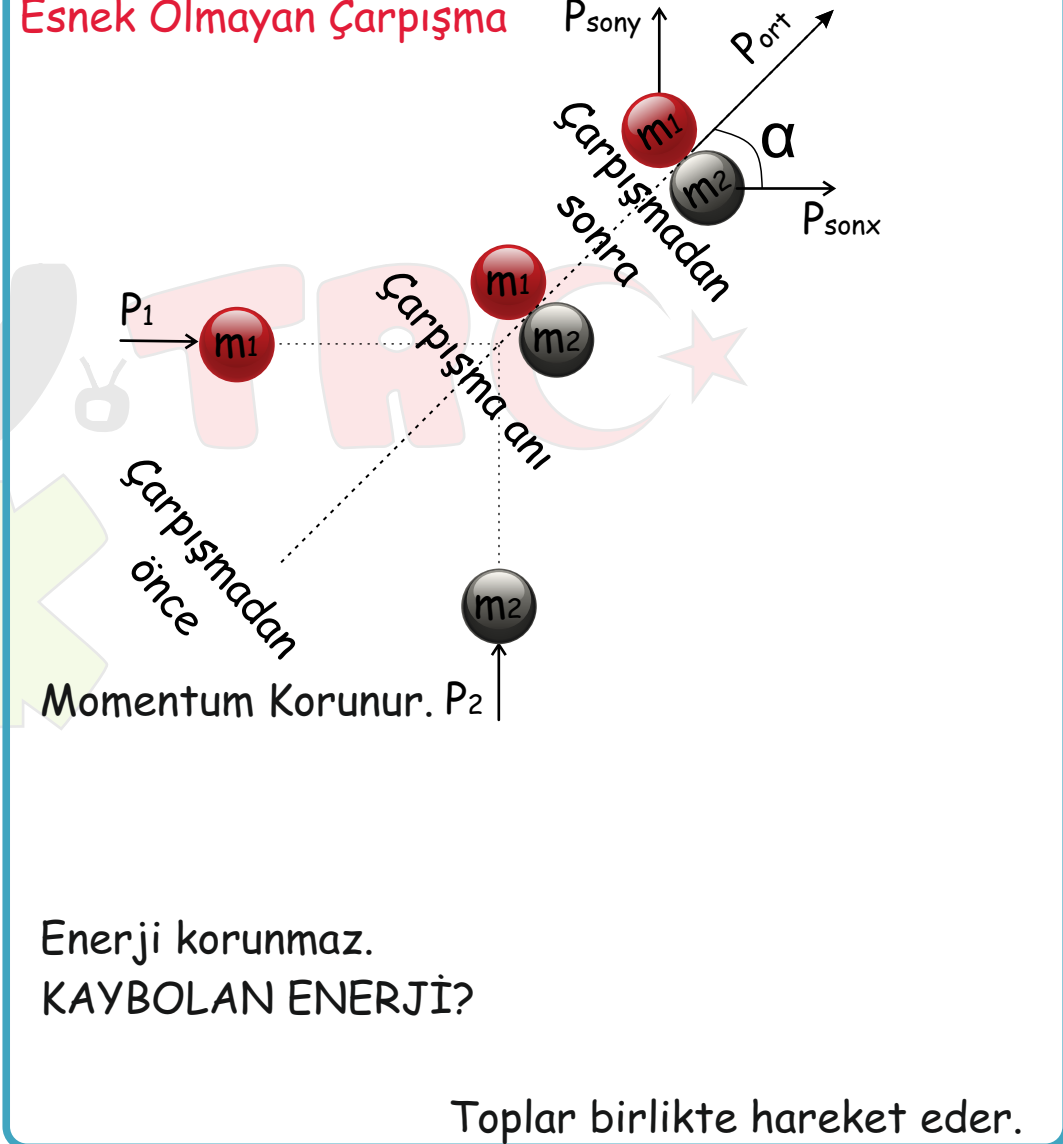 Esnek Olmayan Çarpışma
Psony
Port
m1
α
m2
Psonx
Çarpışmadan
sonra
P1
m1
m1
m2
Çarpışma anı
Çarpışmadan
önce
m2
Momentum Korunur. P2
Enerji korunmaz.
KAYBOLAN ENERJİ?
Toplar birlikte hareket eder.
TRC